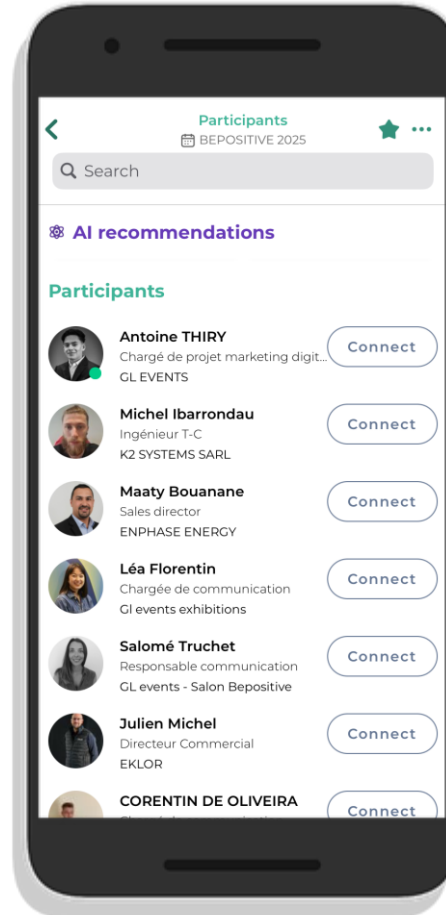 Participants
BEPOSITIVE 2025
Search
AI recommendations
Participants
Antoine THIRY
Chargé de projet marketing digit...
GL EVENTS
Connect
Michel Ibarrondau
Ingénieur T-C
K2 SYSTEMS SARL
Connect
Maaty Bouanane
Sales director
ENPHASE ENERGY
Connect
Léa Florentin
Chargée de communication
Gl events exhibitions
Connect
Salomé Truchet
Responsable communication
GL events - Salon Bepositive
Connect
Julien Michel
Directeur Commercial
EKLOR
Connect
CORENTIN DE OLIVEIRA
Connect